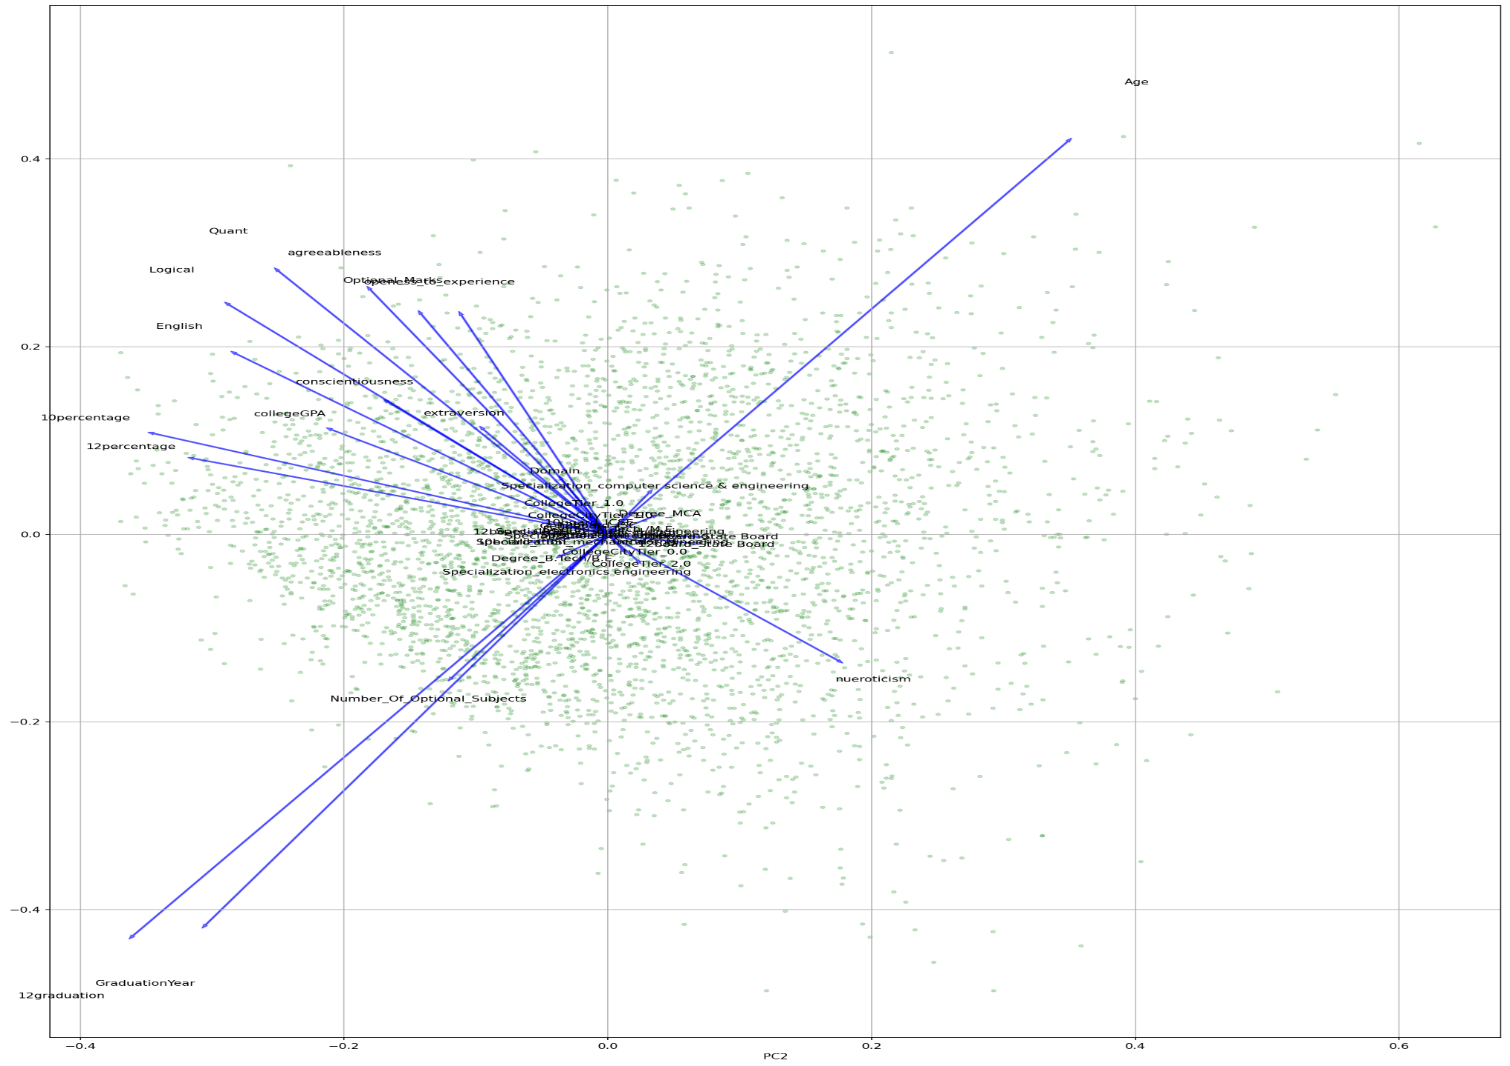 Age
0.4
Quant
agreeableness
Logical
Optional_Marks
openess_to_experience
English
0.2
conscientiousness
collegeGPA
extraversion
10percentage
12percentage
Domain
Specialization_computer science & engineering
CollegeTier_1.0
Degree_MCA
0.0
CollegeCityTier_0.0
Degree_B.Tech/B.E.
CollegeTier_2.0
Specialization_electronics engineering
nueroticism
Number_Of_Optional_Subjects
−0.2
−0.4
GraduationYear
12graduation
−0.4
−0.2
0.0
0.2
0.4
0.6
PC2